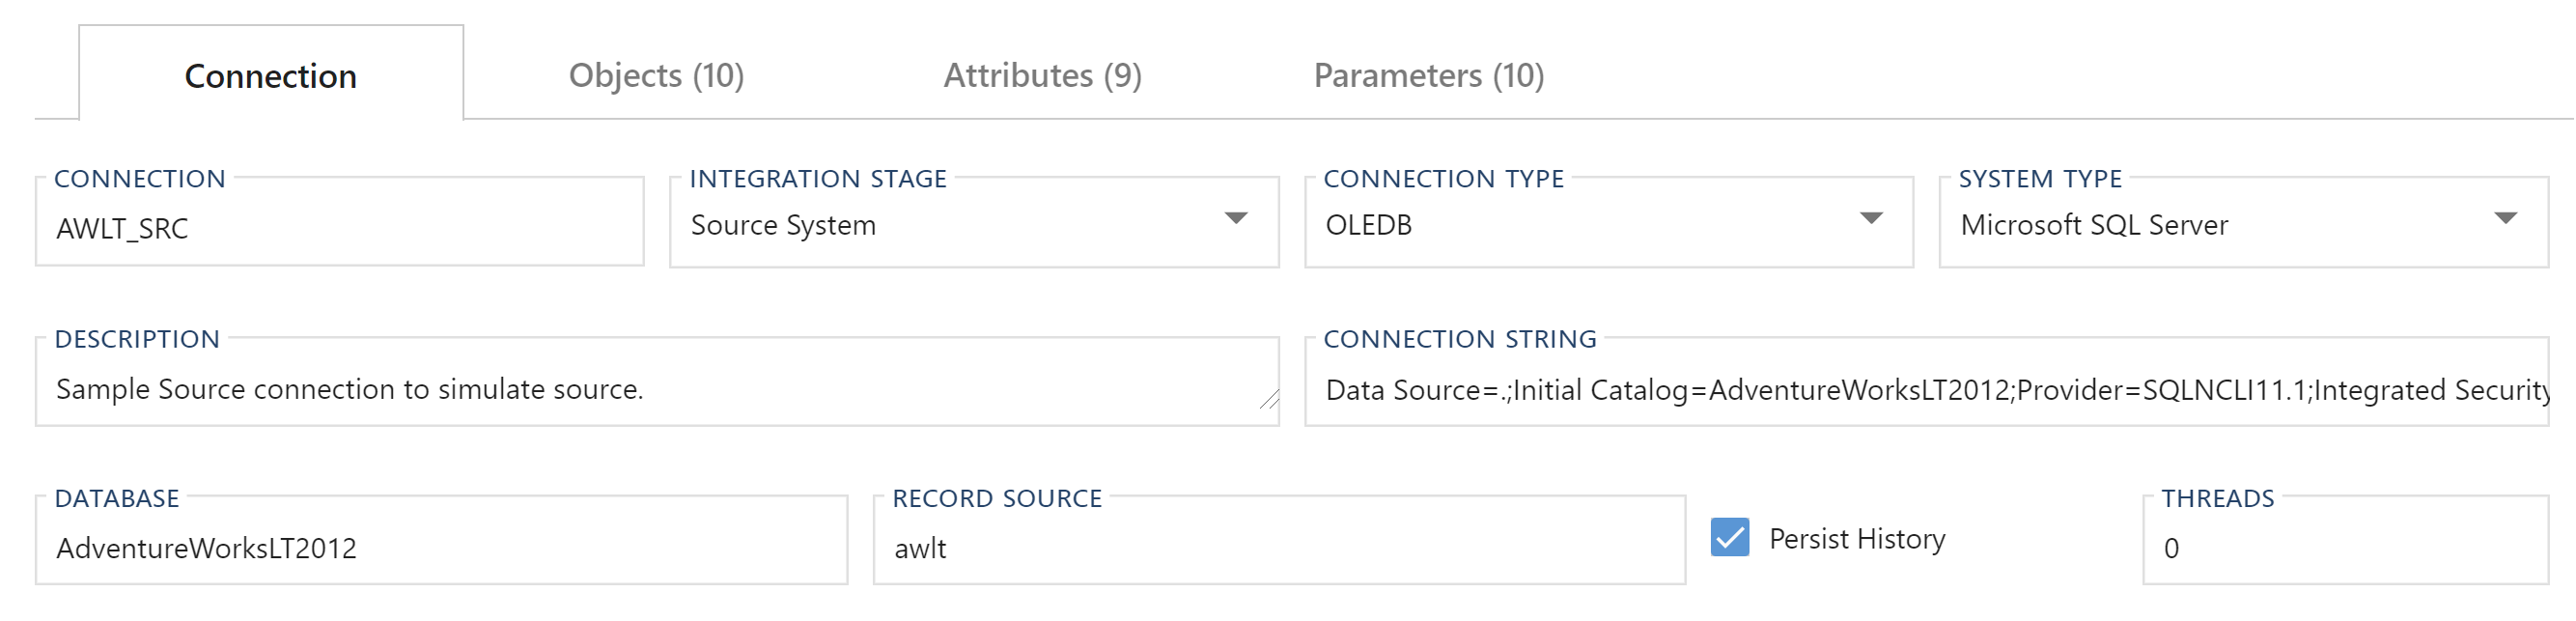 Connection
Objects (10)
Attributes (9)
Parameters (10)
CONNECTION
AWLT_SRC
INTEGRATION STAGE
Source System
CONNECTION TYPE
OLEDB
SYSTEM TYPE
Microsoft SQL Server
DESCRIPTION
Sample Source connection to simulate source.
CONNECTION STRING
Data Source=.;Initial Catalog=AdventureWorksLT2012;Provider=SQLNCLI11.1;Integrated Security
DATABASE
AdventureWorksLT2012
RECORD SOURCE
awlt
Persist History
THREADS
0